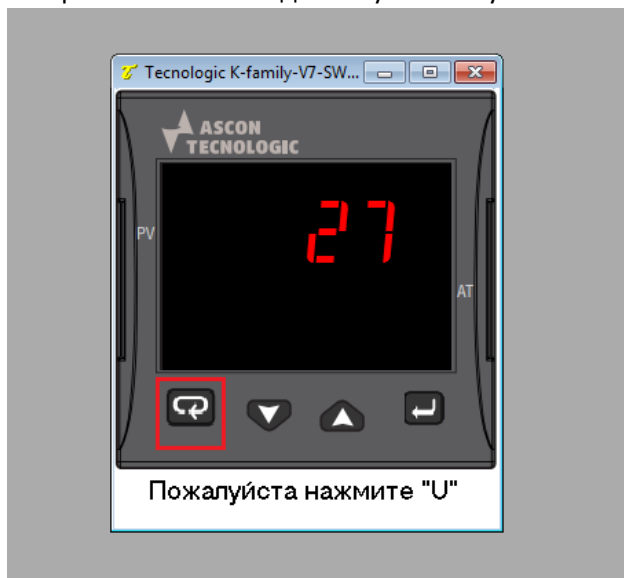 Tecnologic K-family-V7-SW...
ASCON
TECNOLOGIC
27
PV
AT
Пожалуйста нажмите "U"